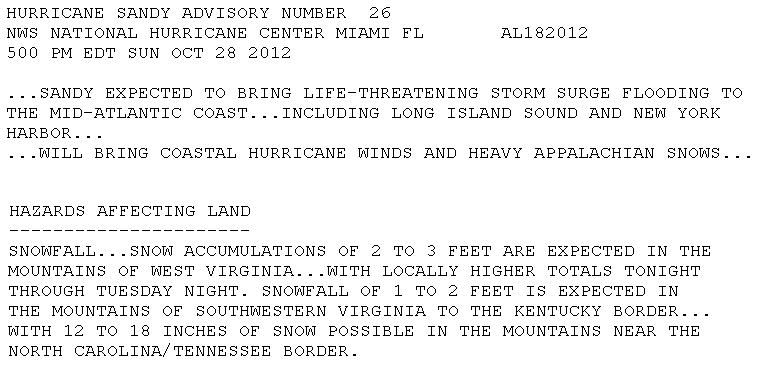 HURRICANE SANDY ADVISORY NUMBER  26
NWS NATIONAL HURRICANE CENTER MIAMI FL       AL182012
500 PM EDT SUN OCT 28 2012
...SANDY EXPECTED TO BRING LIFE-THREATENING STORM SURGE FLOODING TO
THE MID-ATLANTIC COAST...INCLUDING LONG ISLAND SOUND AND NEW YORK
HARBOR...
...WILL BRING COASTAL HURRICANE WINDS AND HEAVY APPALACHIAN SNOWS...
HAZARDS AFFECTING LAND
----------------------
SNOWFALL...SNOW ACCUMULATIONS OF 2 TO 3 FEET ARE EXPECTED IN THE
MOUNTAINS OF WEST VIRGINIA...WITH LOCALLY HIGHER TOTALS TONIGHT
THROUGH TUESDAY NIGHT. SNOWFALL OF 1 TO 2 FEET IS EXPECTED IN
THE MOUNTAINS OF SOUTHWESTERN VIRGINIA TO THE KENTUCKY BORDER...
WITH 12 TO 18 INCHES OF SNOW POSSIBLE IN THE MOUNTAINS NEAR THE
NORTH CAROLINA/TENNESSEE BORDER.